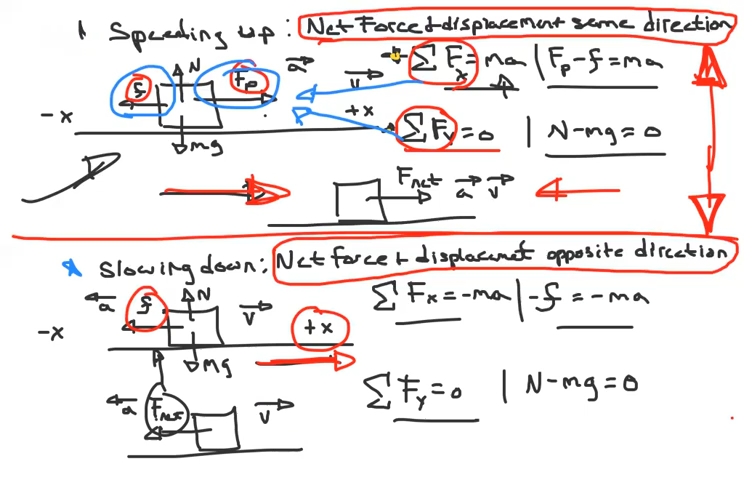 1 Speeding up: Net Force + displacement same direction
f N Fp a→ v→ ΣFx = ma | Fp - f = ma
-x +x
mg ΣFy = 0 | N - mg = 0
Fnet a→ v→
* Slowing down: Net force + displacement opposite direction
a← f N v→ ΣFx = -ma | -f = -ma
-x +x
mg
a← Fnet v→ ΣFy = 0 | N - mg = 0